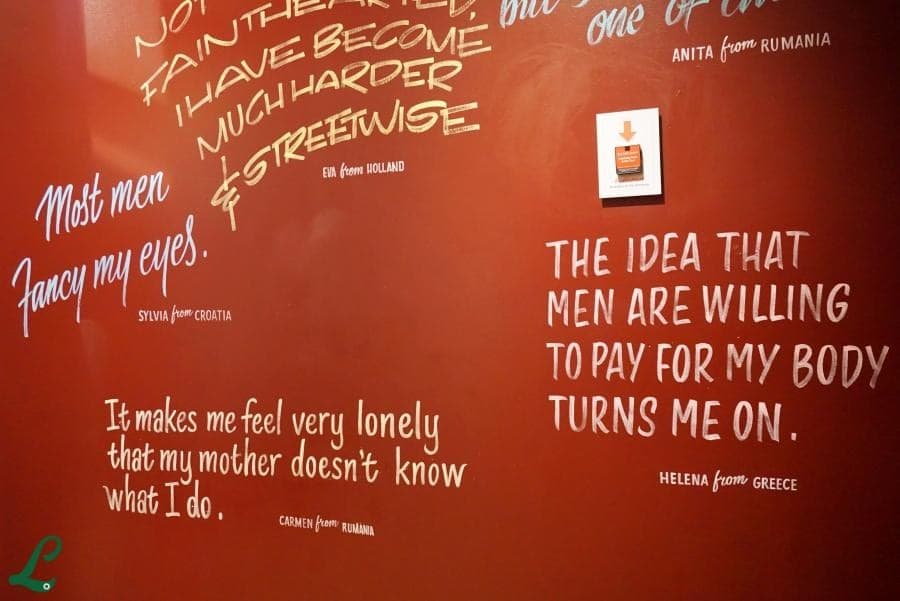 NOT
FAINTHEARTED.
I HAVE BECOME
MUCH HARDER
& STREETWISE
EVA from HOLLAND
but
one of
ANITA from RUMANIA
Most men
fancy my eyes.
SYLVIA from CROATIA
THE IDEA THAT
MEN ARE WILLING
TO PAY FOR MY BODY
TURNS ME ON.
HELENA from GREECE
It makes me feel very lonely
that my mother doesn't know
what I do.
CARMEN from RUMANIA
L